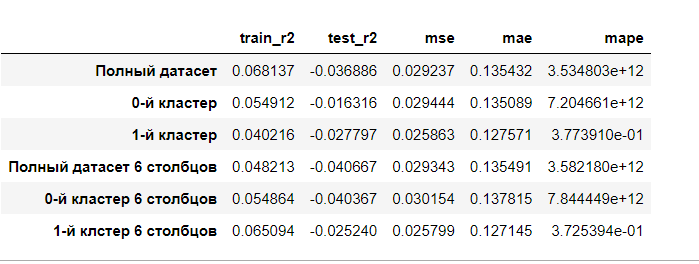 train_r2 test_r2 mse mae mape
Полный датасет 0.068137 -0.036886 0.029237 0.135432 3.534803e+12
0-й кластер 0.054912 -0.016316 0.029444 0.135089 7.204661e+12
1-й кластер 0.040216 -0.027797 0.025863 0.127571 3.773910e-01
Полный датасет 6 столбцов 0.048213 -0.040667 0.029343 0.135491 3.582180e+12
0-й кластер 6 столбцов 0.054864 -0.040367 0.030154 0.137815 7.844449e+12
1-й клстер 6 столбцов 0.065094 -0.025240 0.025799 0.127145 3.725394e-01